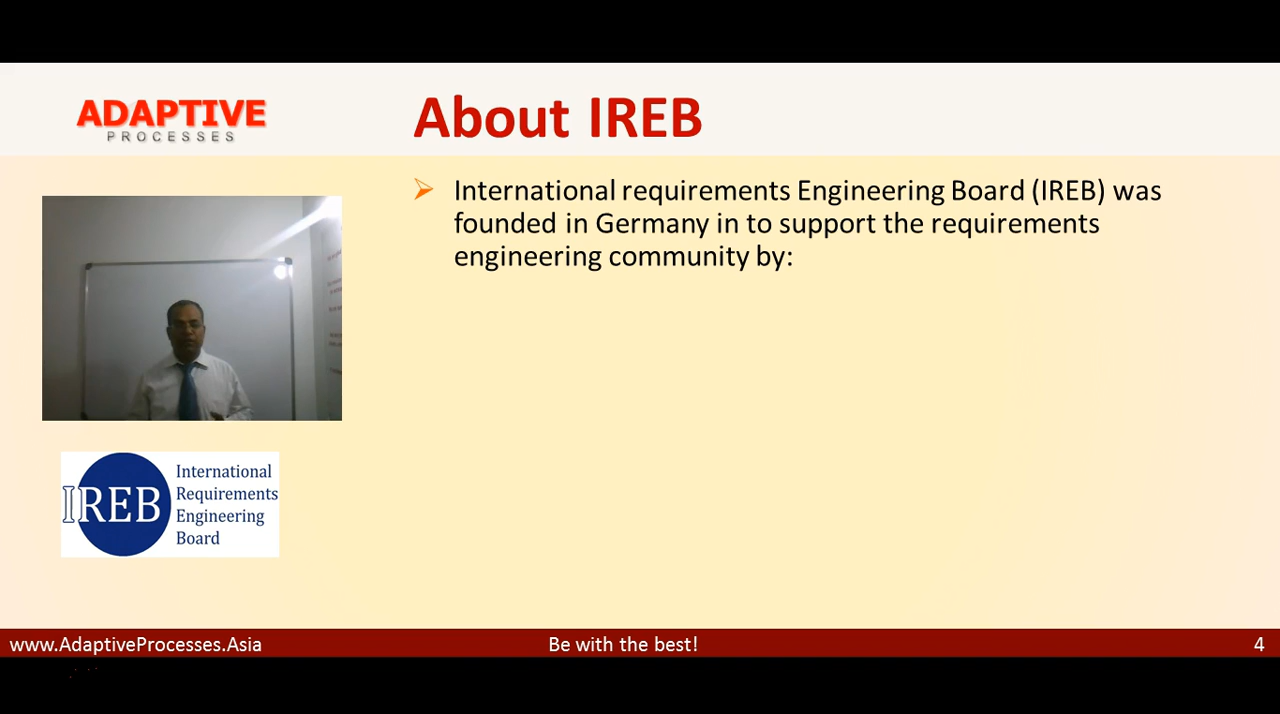 ADAPTIVE
PROCESSES
About IREB
International requirements Engineering Board (IREB) was
founded in Germany in to support the requirements
engineering community by:
IREB
International
Requirements
Engineering
Board
www.AdaptiveProcesses.Asia
Be with the best!
4